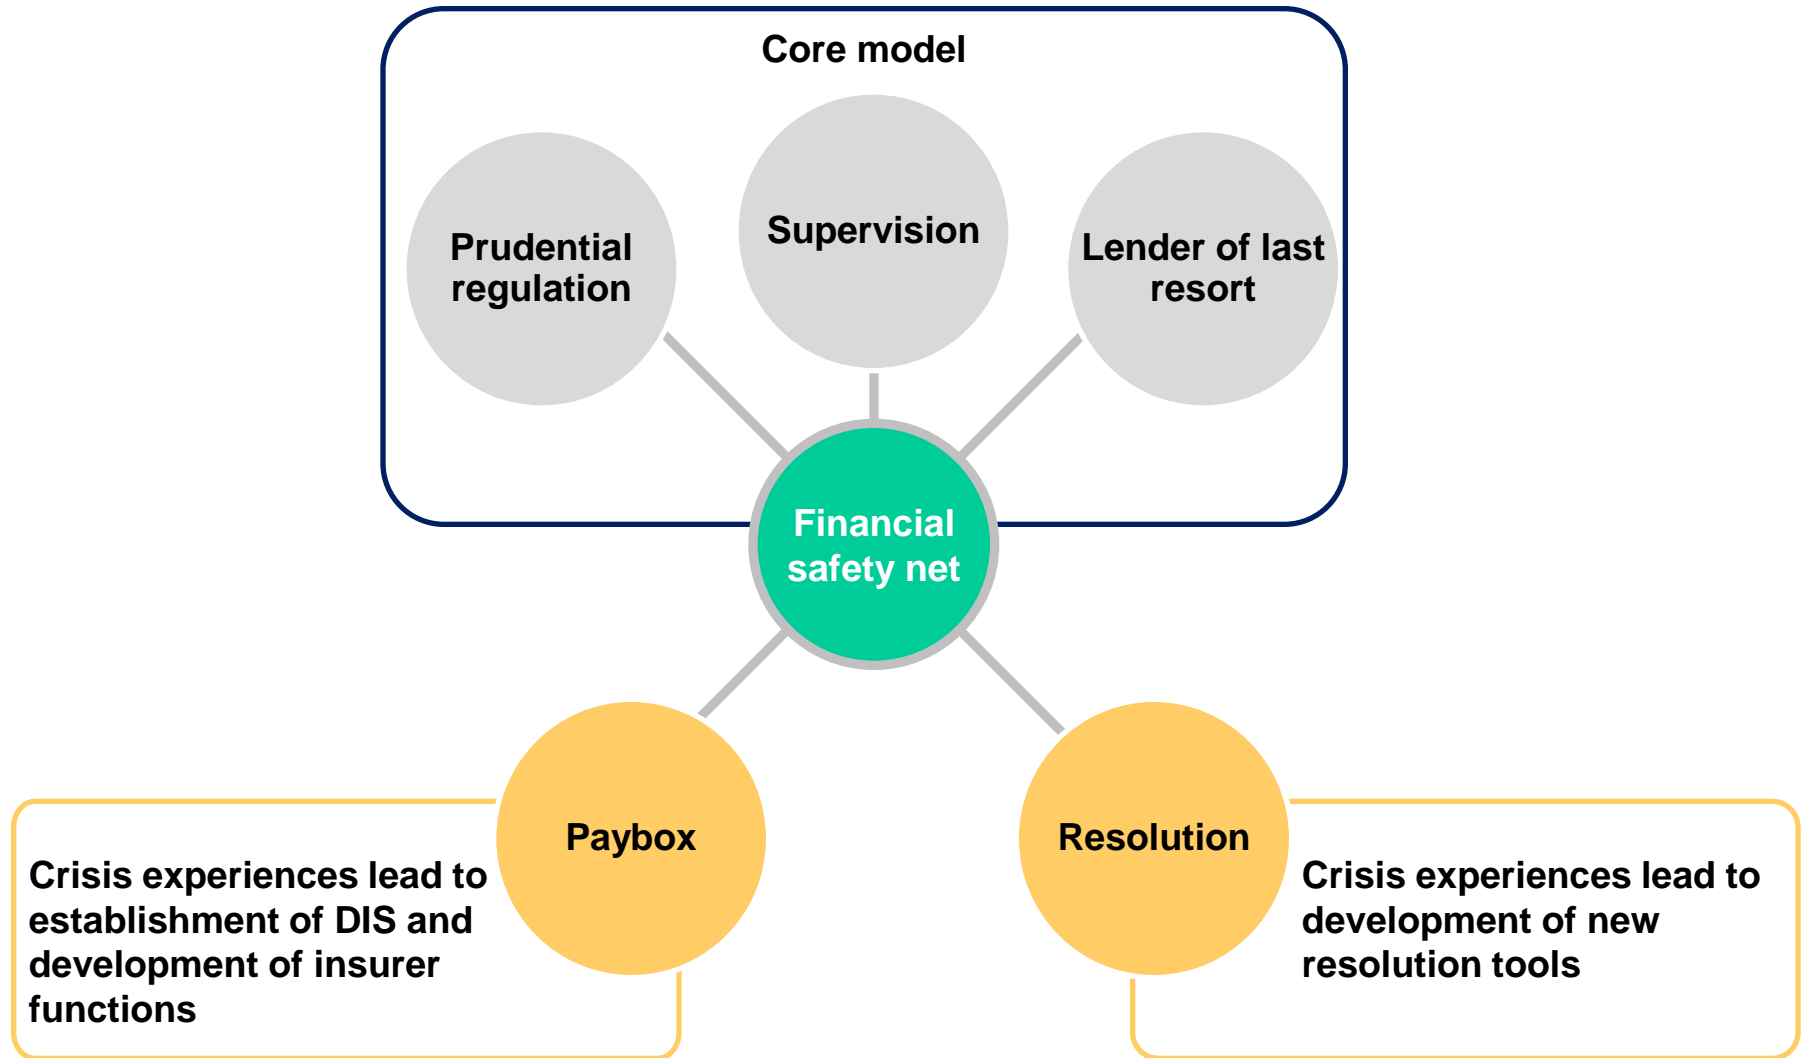 Core model
Prudential
regulation
Supervision
Lender of last
resort
Financial
safety net
Paybox
Resolution
Crisis experiences lead to
establishment of DIS and
development of insurer
functions
Crisis experiences lead to
development of new
resolution tools